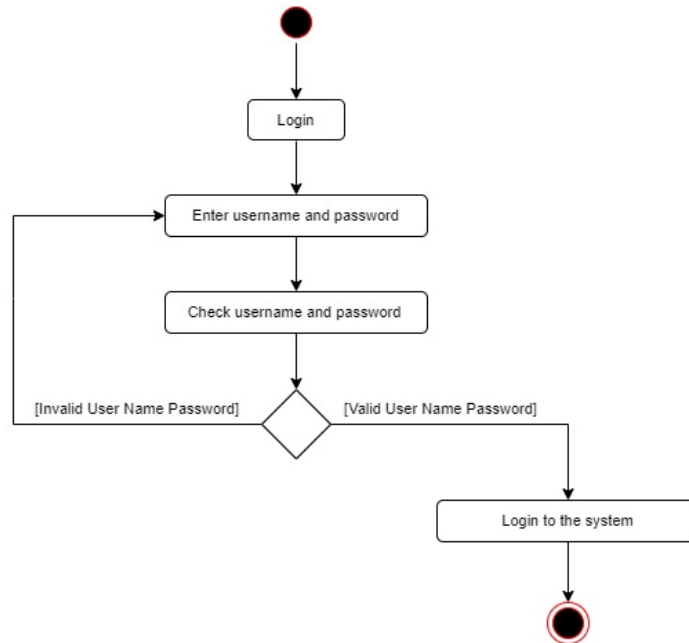 Login
Enter username and password
Check username and password
[Invalid User Name Password]
[Valid User Name Password]
Login to the system